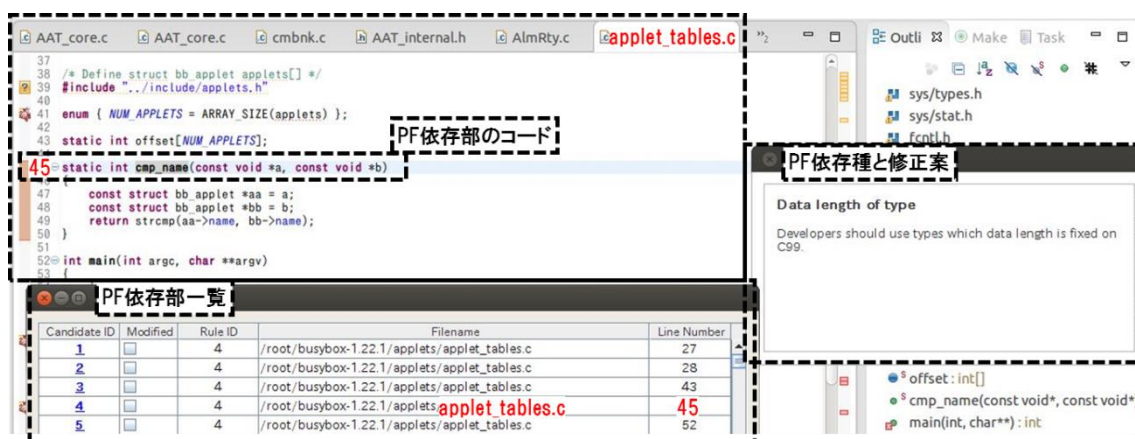 AAT_core.c AAT_core.c cmbnk.c AAT_internal.h AlmRty.c applet_tables.c »2
Outli Make Task
37
38 /* Define struct bb_applet applets[] */
39 #include "../include/applets.h"
40
41 enum { NUM_APPLETS = ARRAY_SIZE(applets) };
42
43 static int offset[NUM_APPLETS];
PF依存部のコード
45 static int cmp_name(const void *a, const void *b)
{
47 const struct bb_applet *aa = a;
48 const struct bb_applet *bb = b;
49 return strcmp(aa->name, bb->name);
50 }
51
52 int main(int argc, char **argv)
53 {
sys/types.h
sys/stat.h
fcntl.h
PF依存種と修正案
Data length of type
Developers should use types which data length is fixed on
C99.
PF依存部一覧
Candidate ID Modified Rule ID Filename Line Number
1 4 /root/busybox-1.22.1/applets/applet_tables.c 27
2 4 /root/busybox-1.22.1/applets/applet_tables.c 28
3 4 /root/busybox-1.22.1/applets/applet_tables.c 43
4 4 /root/busybox-1.22.1/applets/applet_tables.c 45
5 4 /root/busybox-1.22.1/applets/applet_tables.c 52
offset : int[]
cmp_name(const void*, const void*
main(int, char**) : int